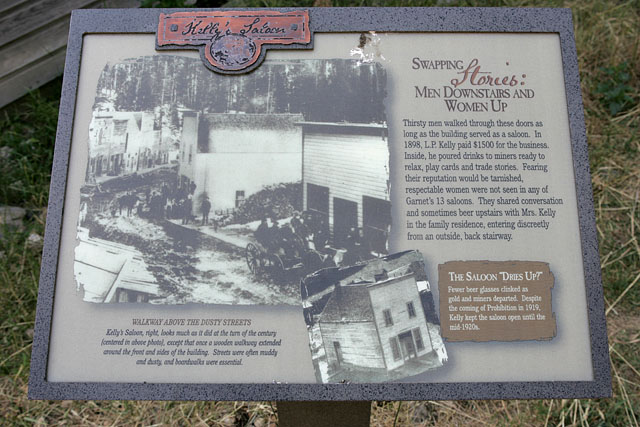 Kelly's Saloon
SWAPPING
Stories:
MEN DOWNSTAIRS AND
WOMEN UP
Thirsty men walked through these doors as
long as the building served as a saloon. In
1898, L.P. Kelly paid $1500 for the business.
Inside, he poured drinks to miners ready to
relax, play cards and trade stories. Fearing
their reputation would be tarnished,
respectable women were not seen in any of
Garnet's 13 saloons. They shared conversation
and sometimes beer upstairs with Mrs. Kelly
in the family residence, entering discreetly
from an outside, back stairway.
THE SALOON "DRIES UP?"
Fewer beer glasses clinked as
gold and miners departed. Despite
the coming of Prohibition in 1919,
Kelly kept the saloon open until the
mid-1920s.
WALKWAY ABOVE THE DUSTY STREETS
Kelly's Saloon, right, looks much as it did at the turn of the century
(centered in above photo), except that once a wooden walkway extended
around the front and sides of the building. Streets were often muddy
and dusty, and boardwalks were essential.